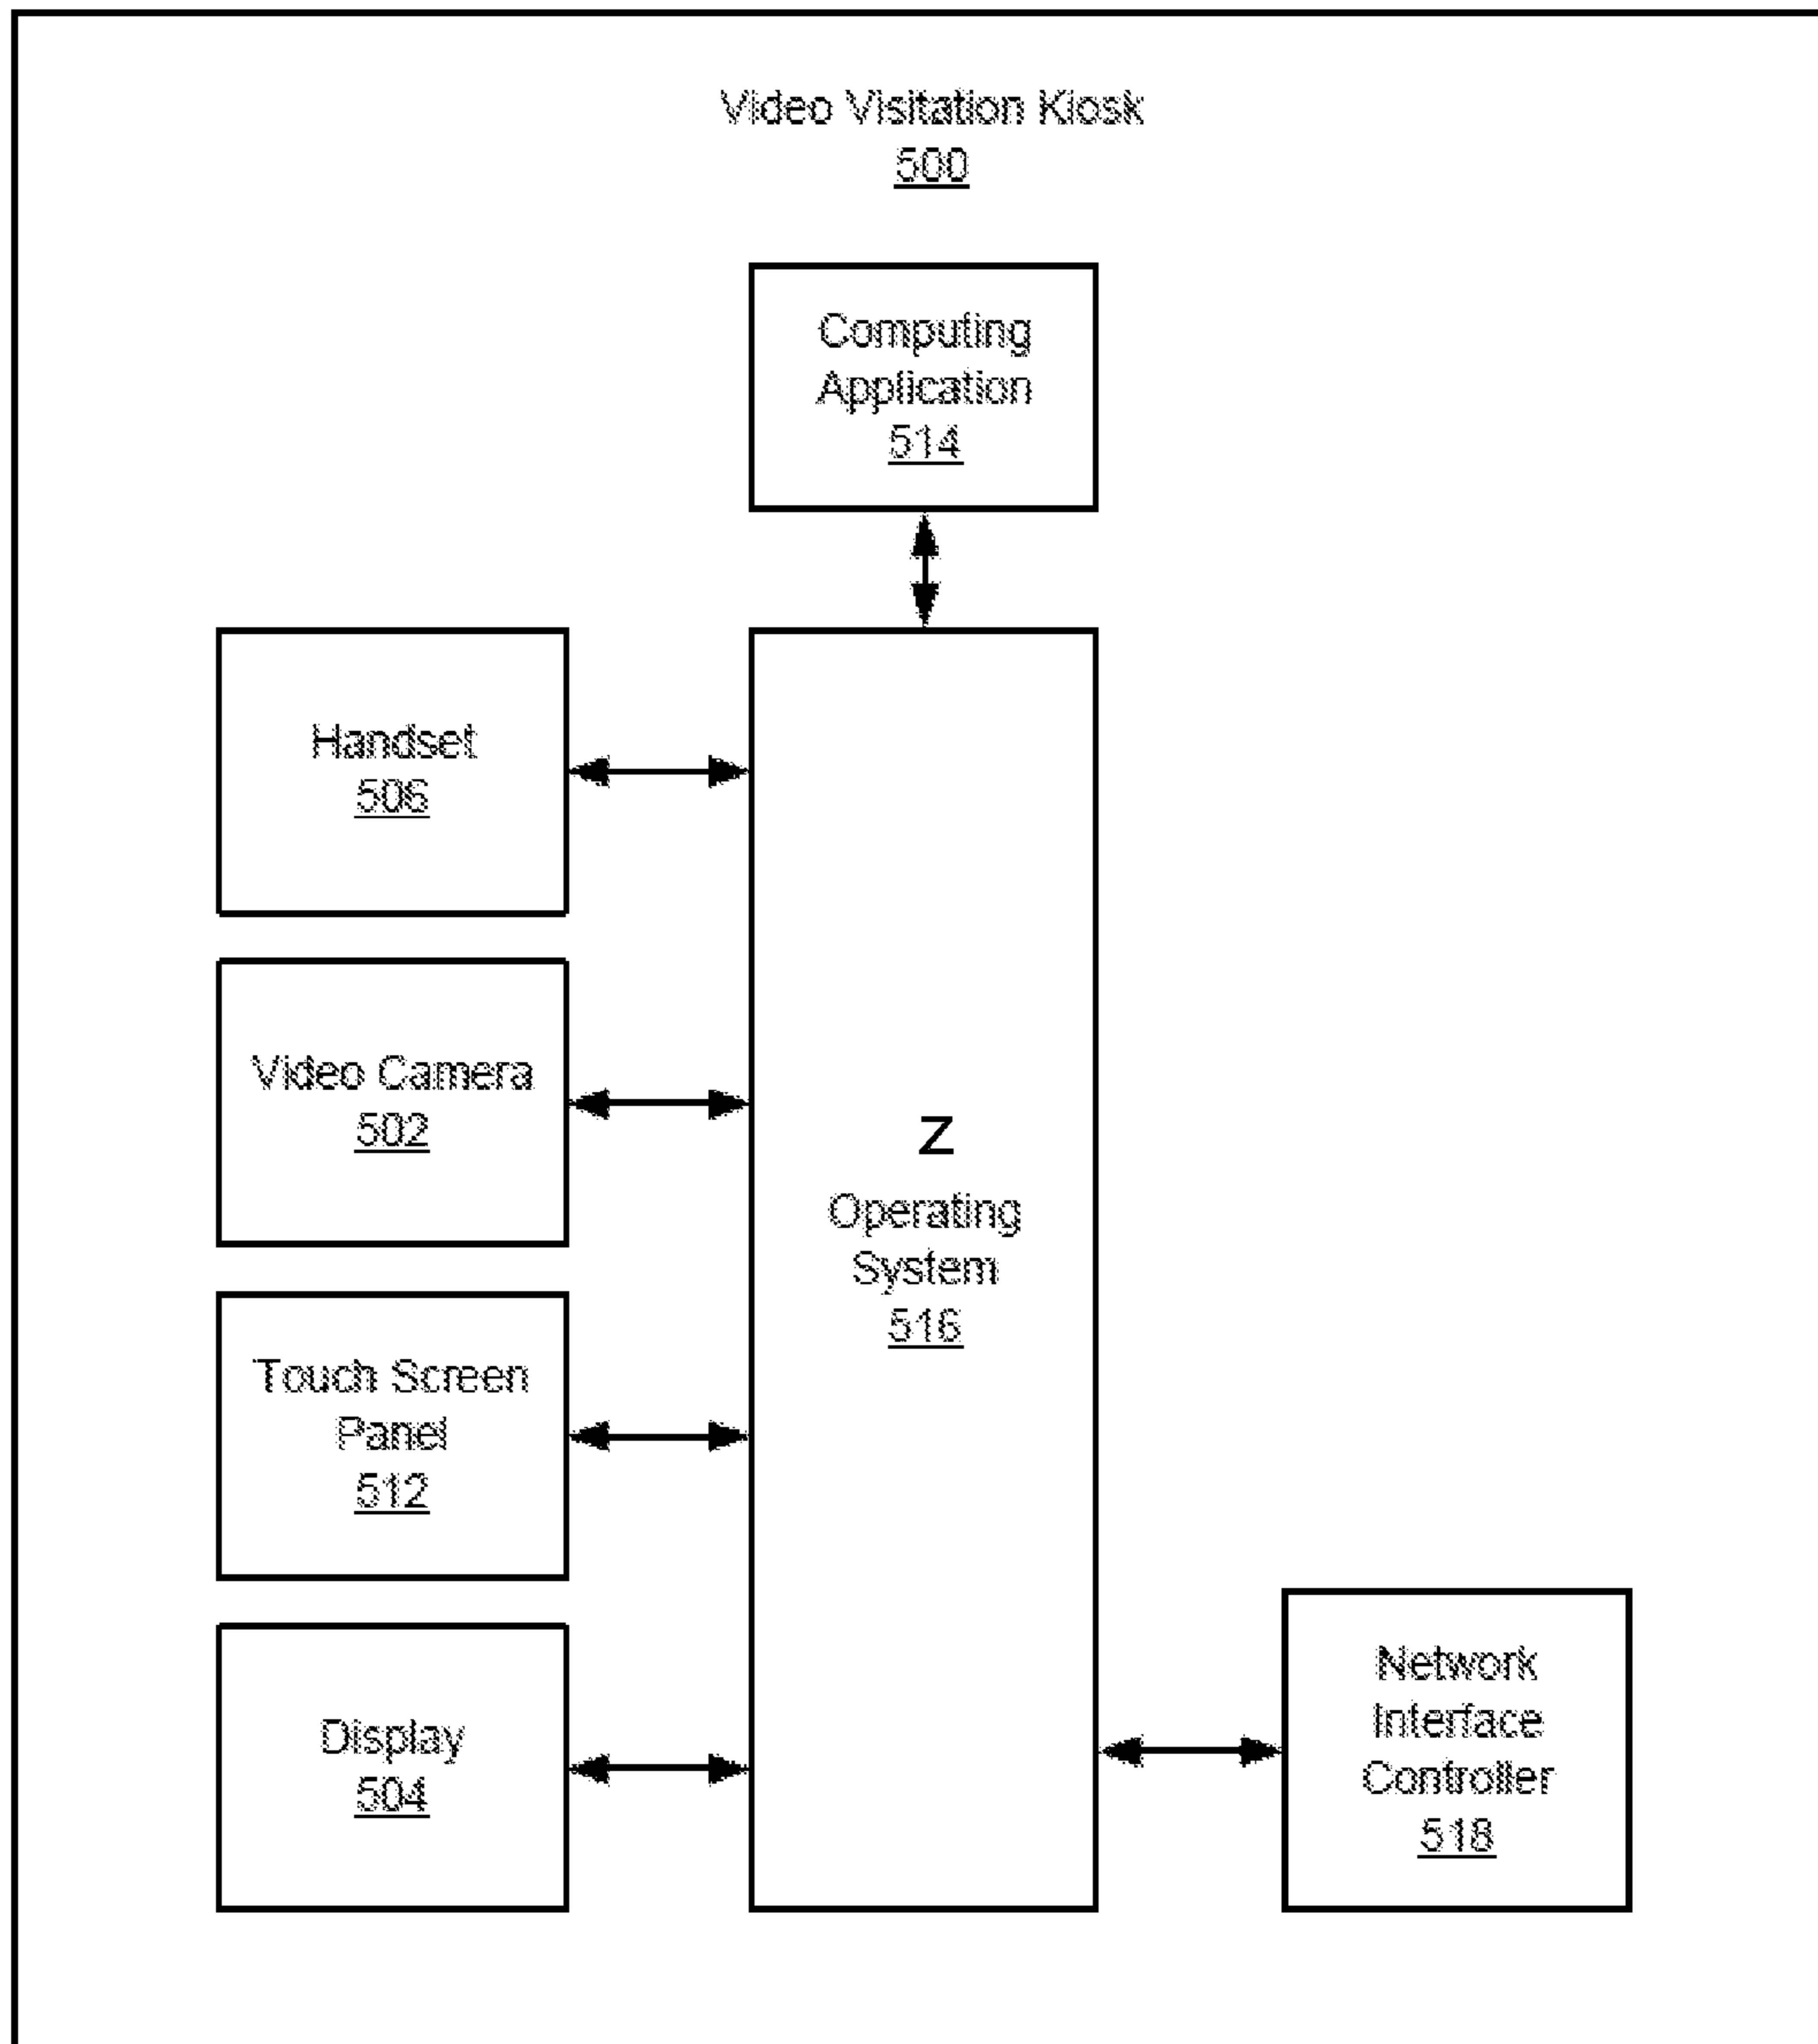 Video Visitation Kiosk
500
Computing
Application
514
Handset
506
Video Camera
502
Z
Operating
System
516
Touch Screen
Panel
512
Display
504
Network
Interface
Controller
518